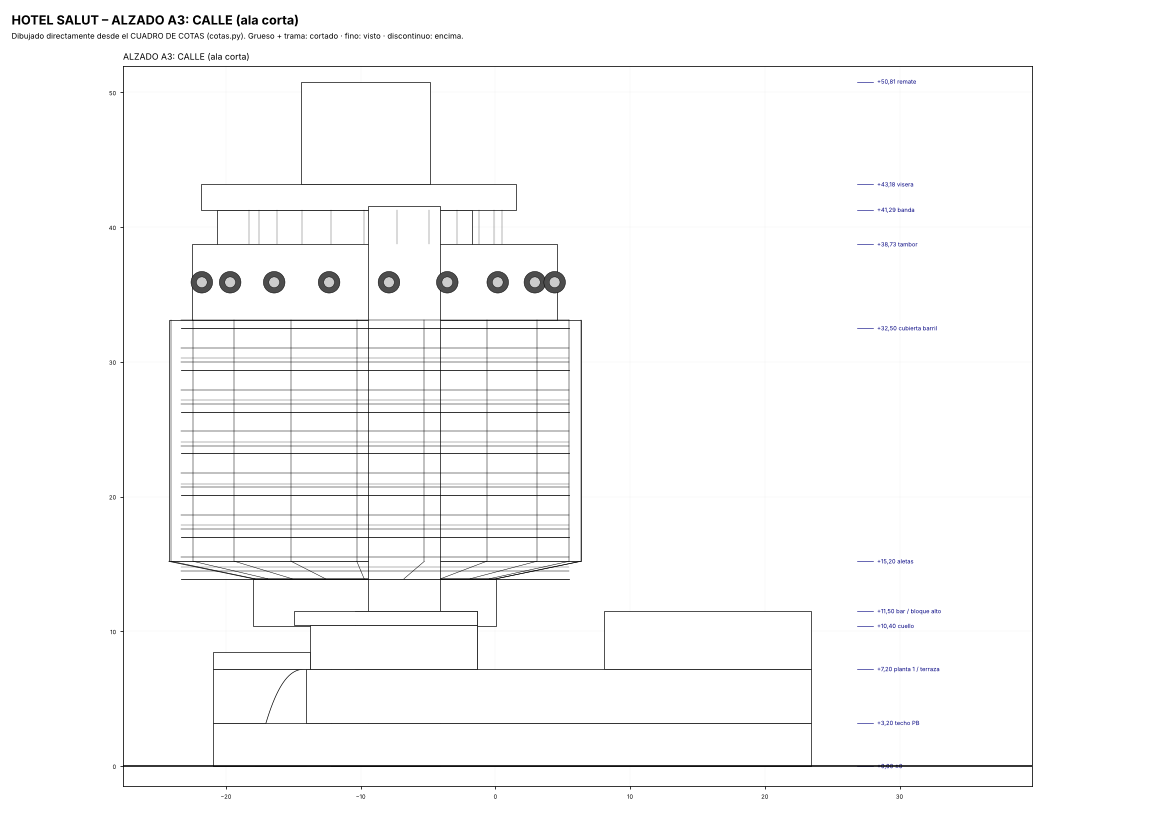 HOTEL SALUT – ALZADO A3: CALLE (ala corta)
Dibujado directamente desde el CUADRO DE COTAS (cotas.py). Grueso + trama: cortado · fino: visto · discontinuo: encima.
ALZADO A3: CALLE (ala corta)
+50,81 remate
50
+43,18 visera
+41,29 banda
40
+38,73 tambor
+32,50 cubierta barril
30
20
+15,20 aletas
+11,50 bar / bloque alto
+10,40 cuello
10
+7,20 planta 1 / terraza
+3,20 techo PB
0
−20
−10
0
10
20
30